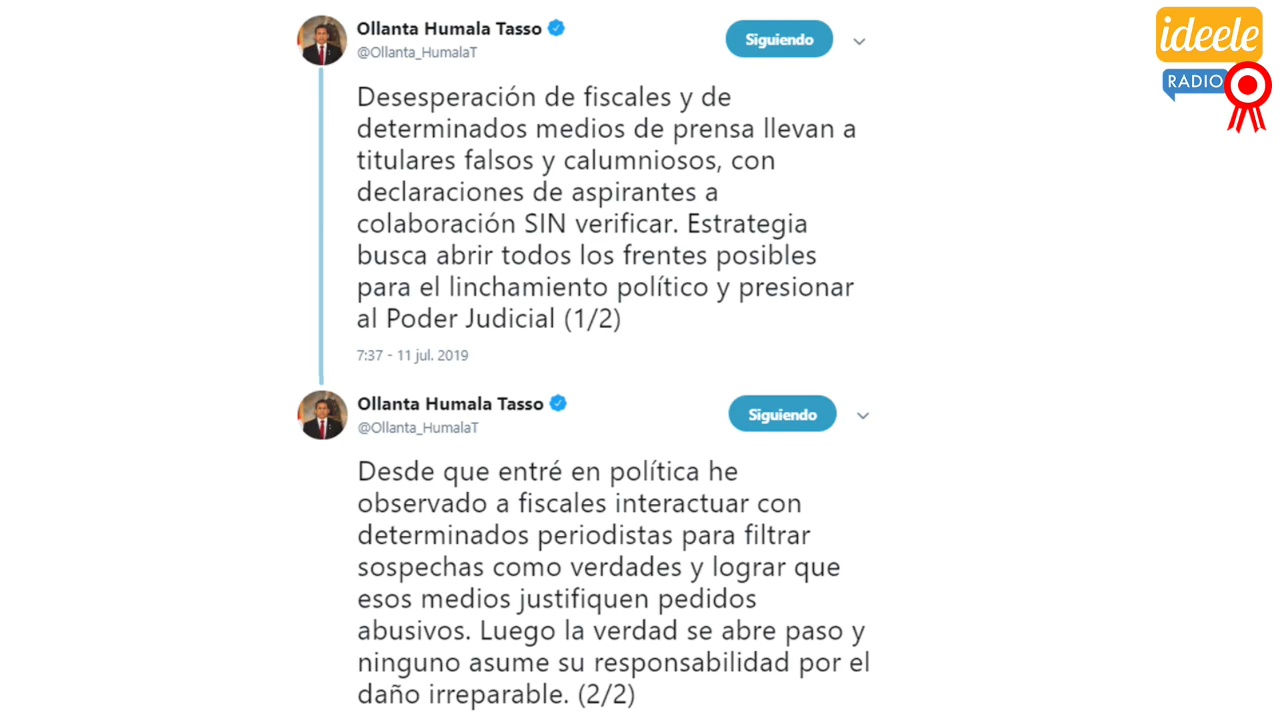 Ollanta Humala Tasso
@Ollanta_HumalaT
Siguiendo
Desesperación de fiscales y de
determinados medios de prensa llevan a
titulares falsos y calumniosos, con
declaraciones de aspirantes a
colaboración SIN verificar. Estrategia
busca abrir todos los frentes posibles
para el linchamiento político y presionar
al Poder Judicial (1/2)
7:37 - 11 jul. 2019
Ollanta Humala Tasso
@Ollanta_HumalaT
Siguiendo
Desde que entré en política he
observado a fiscales interactuar con
determinados periodistas para filtrar
sospechas como verdades y lograr que
esos medios justifiquen pedidos
abusivos. Luego la verdad se abre paso y
ninguno asume su responsabilidad por el
daño irreparable. (2/2)
ideele
RADIO